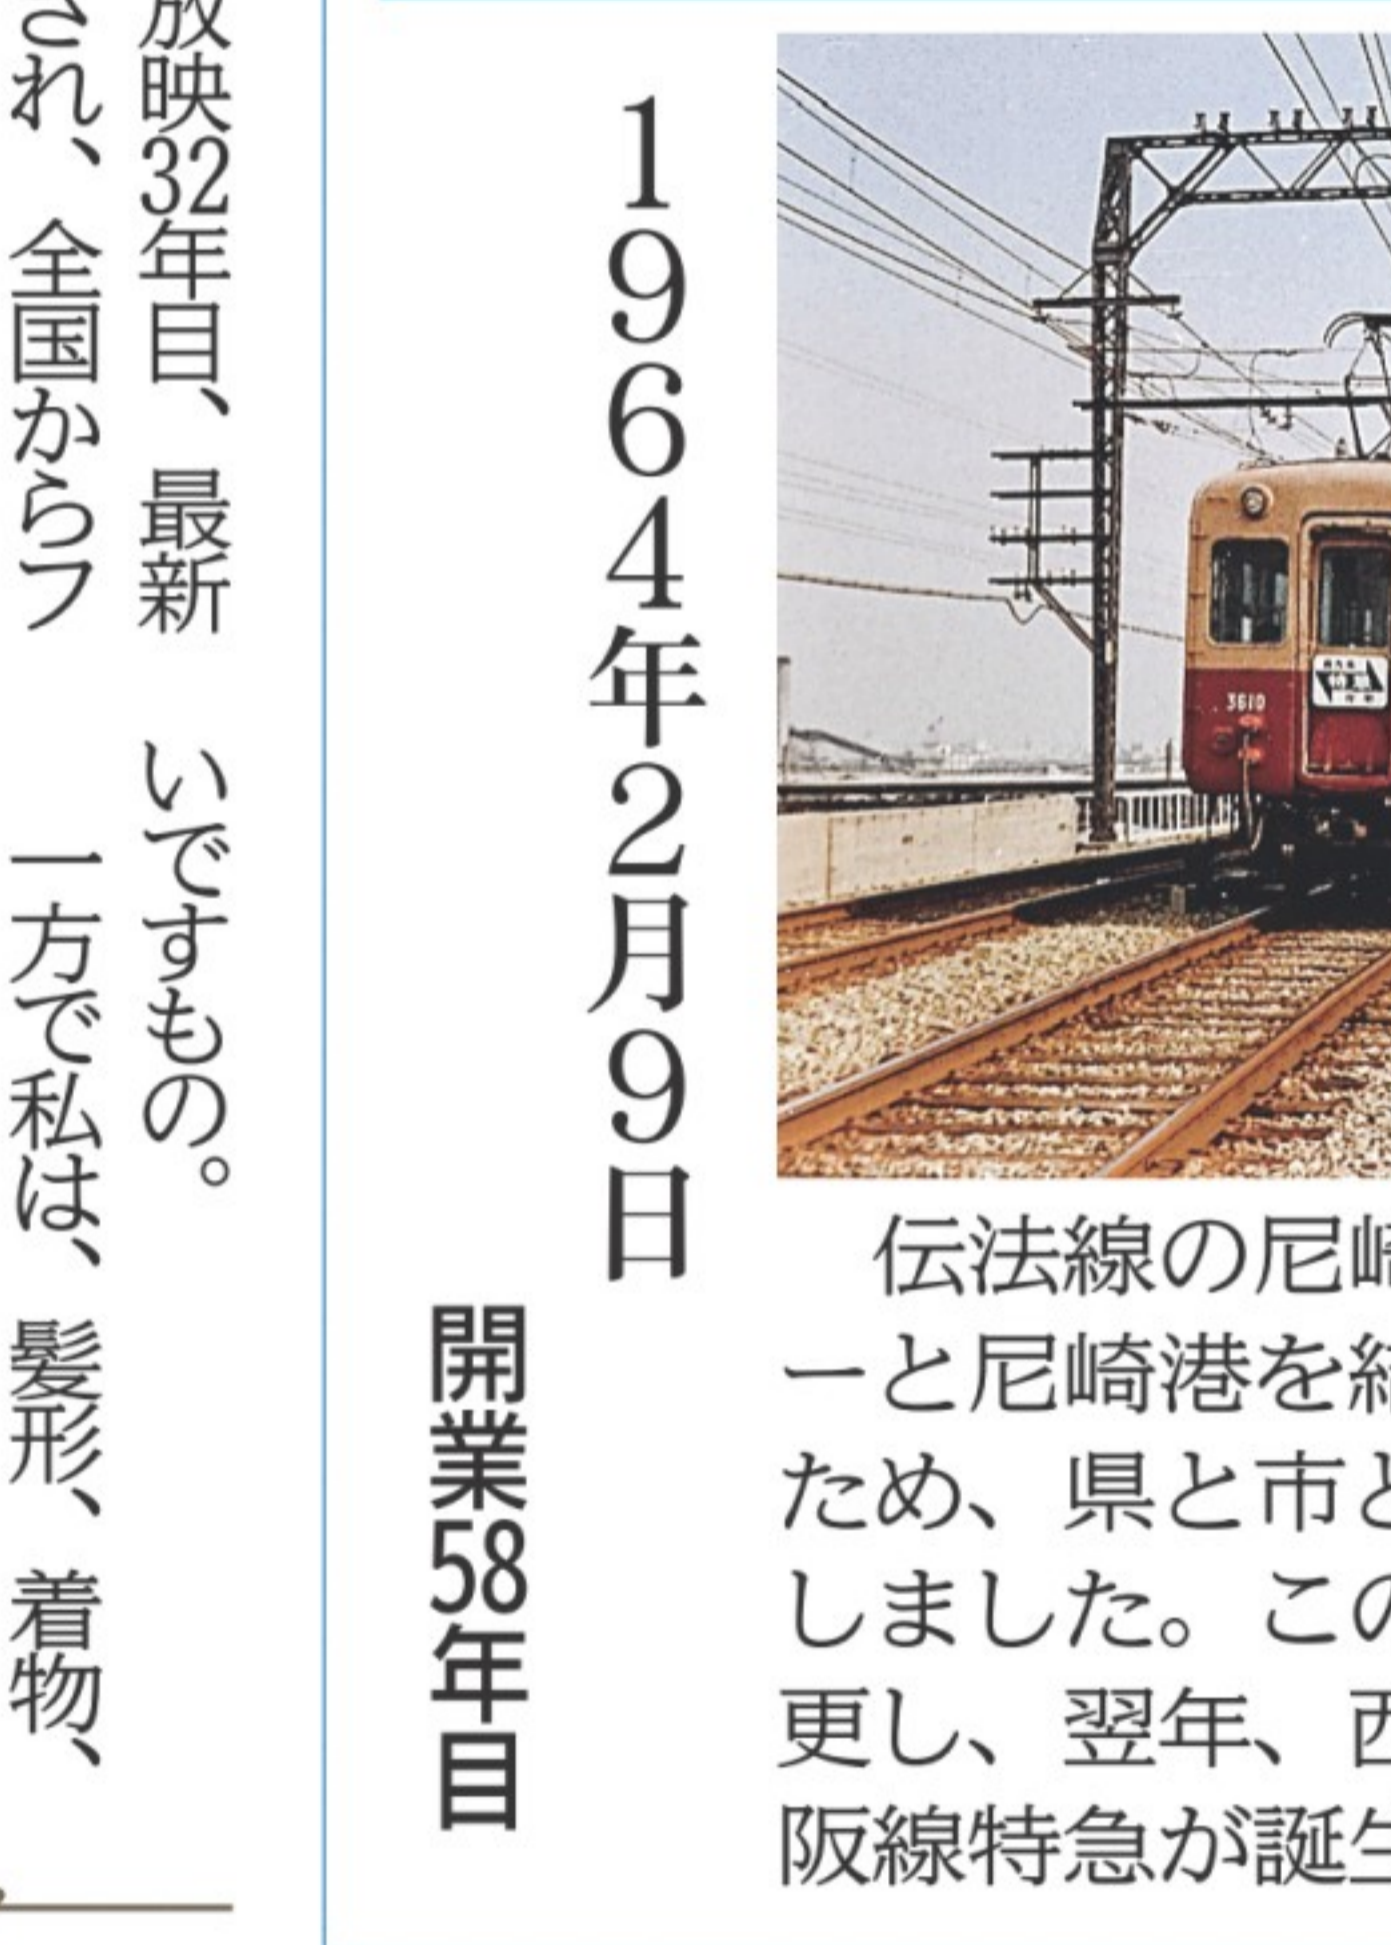 放映32年目、最新
いですもの。
され、全国からフ
一方で私は、髪形、着物、
1964年2月9日
開業58年目
3610
伝法線の尼崎
ーと尼崎港を結
ため、県と市と
しました。この
更し、翌年、西
阪線特急が誕生